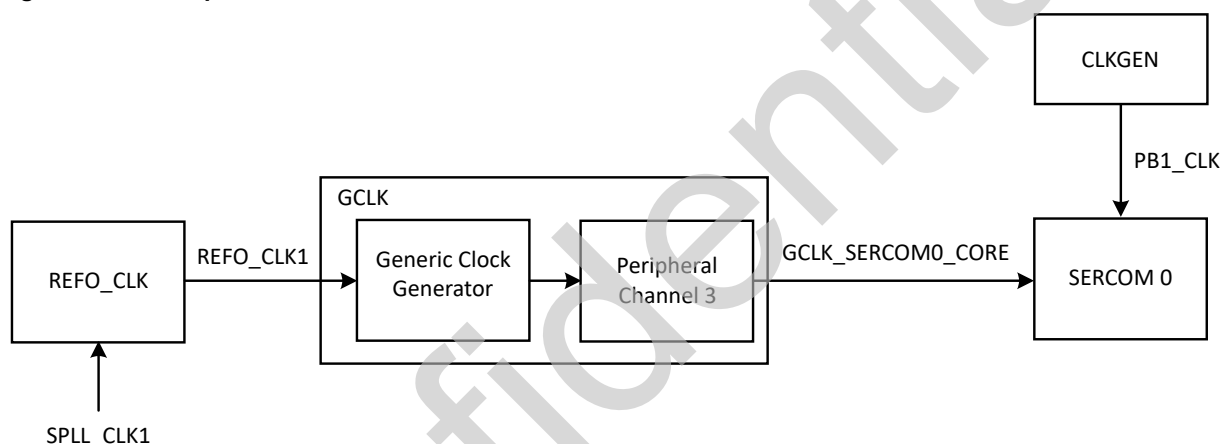 CLKGEN
PB1_CLK
GCLK
REFO_CLK
REFO_CLK1
Generic Clock
Generator
Peripheral
Channel 3
GCLK_SERCOM0_CORE
SERCOM 0
SPLL_CLK1